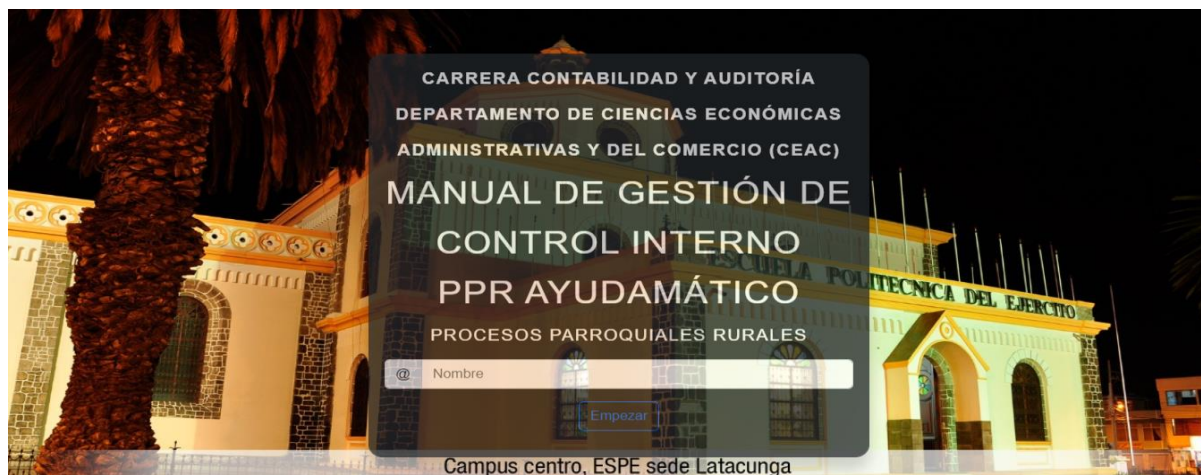 CARRERA CONTABILIDAD Y AUDITORÍA
DEPARTAMENTO DE CIENCIAS ECONÓMICAS
ADMINISTRATIVAS Y DEL COMERCIO (CEAC)
MANUAL DE GESTIÓN DE
CONTROL INTERNO
PPR AYUDAMÁTICO
PROCESOS PARROQUIALES RURALES
@ Nombre
Empezar
ESCUELA POLITECNICA DEL EJERCITO
Campus centro, ESPE sede Latacunga